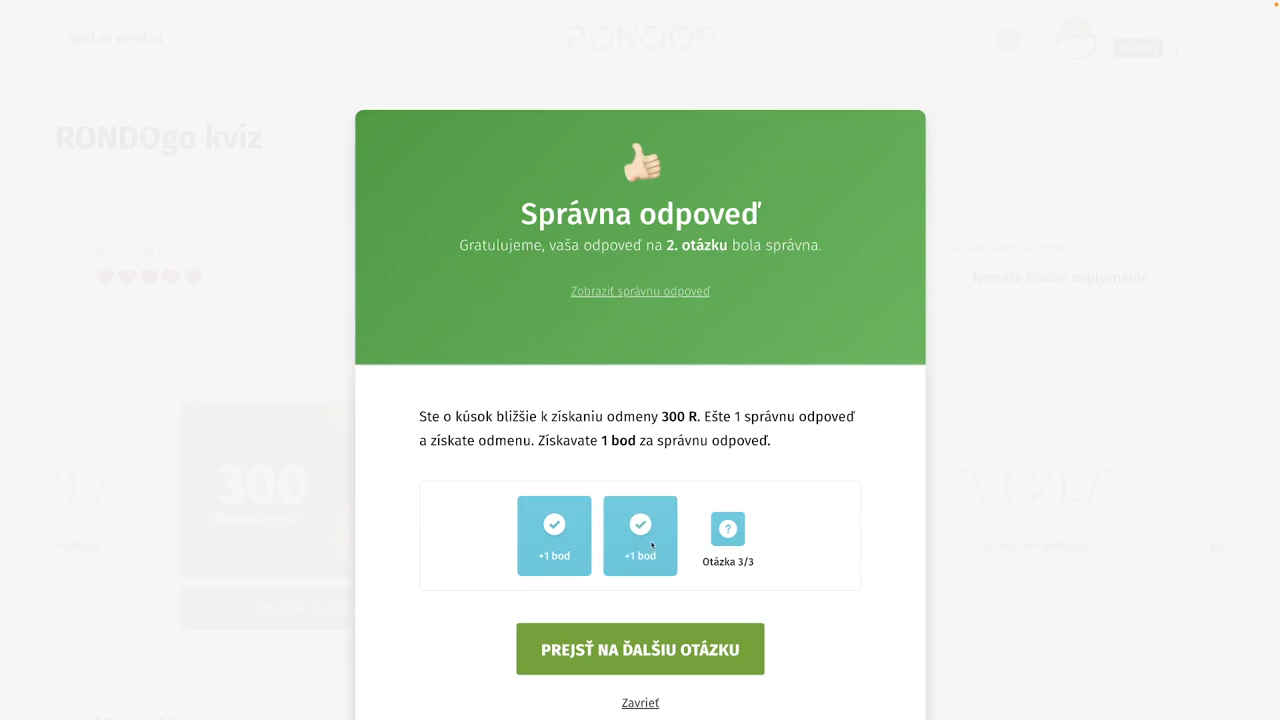 Späť na prehľad
RONDO go
RONDOgo kvíz
Nemáte žiadne ovplyvnenie
300
Správna odpoveď
Gratulujeme, vaša odpoveď na 2. otázku bola správna.
Zobraziť správnu odpoveď
Ste o kúsok bližšie k získaniu odmeny 300 R. Ešte 1 správnu odpoveď
a získate odmenu. Získavate 1 bod za správnu odpoveď.
+1 bod
+1 bod
Otázka 3/3
PREJSŤ NA ĎALŠIU OTÁZKU
Zavrieť